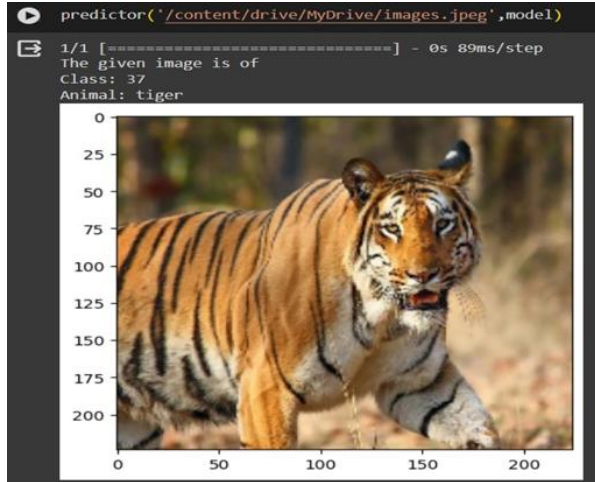 predictor('/content/drive/MyDrive/images.jpeg',model)
1/1 [==============================] - 0s 89ms/step
The given image is of
Class: 37
Animal: tiger
0
25
50
75
100
125
150
175
200
0 50 100 150 200